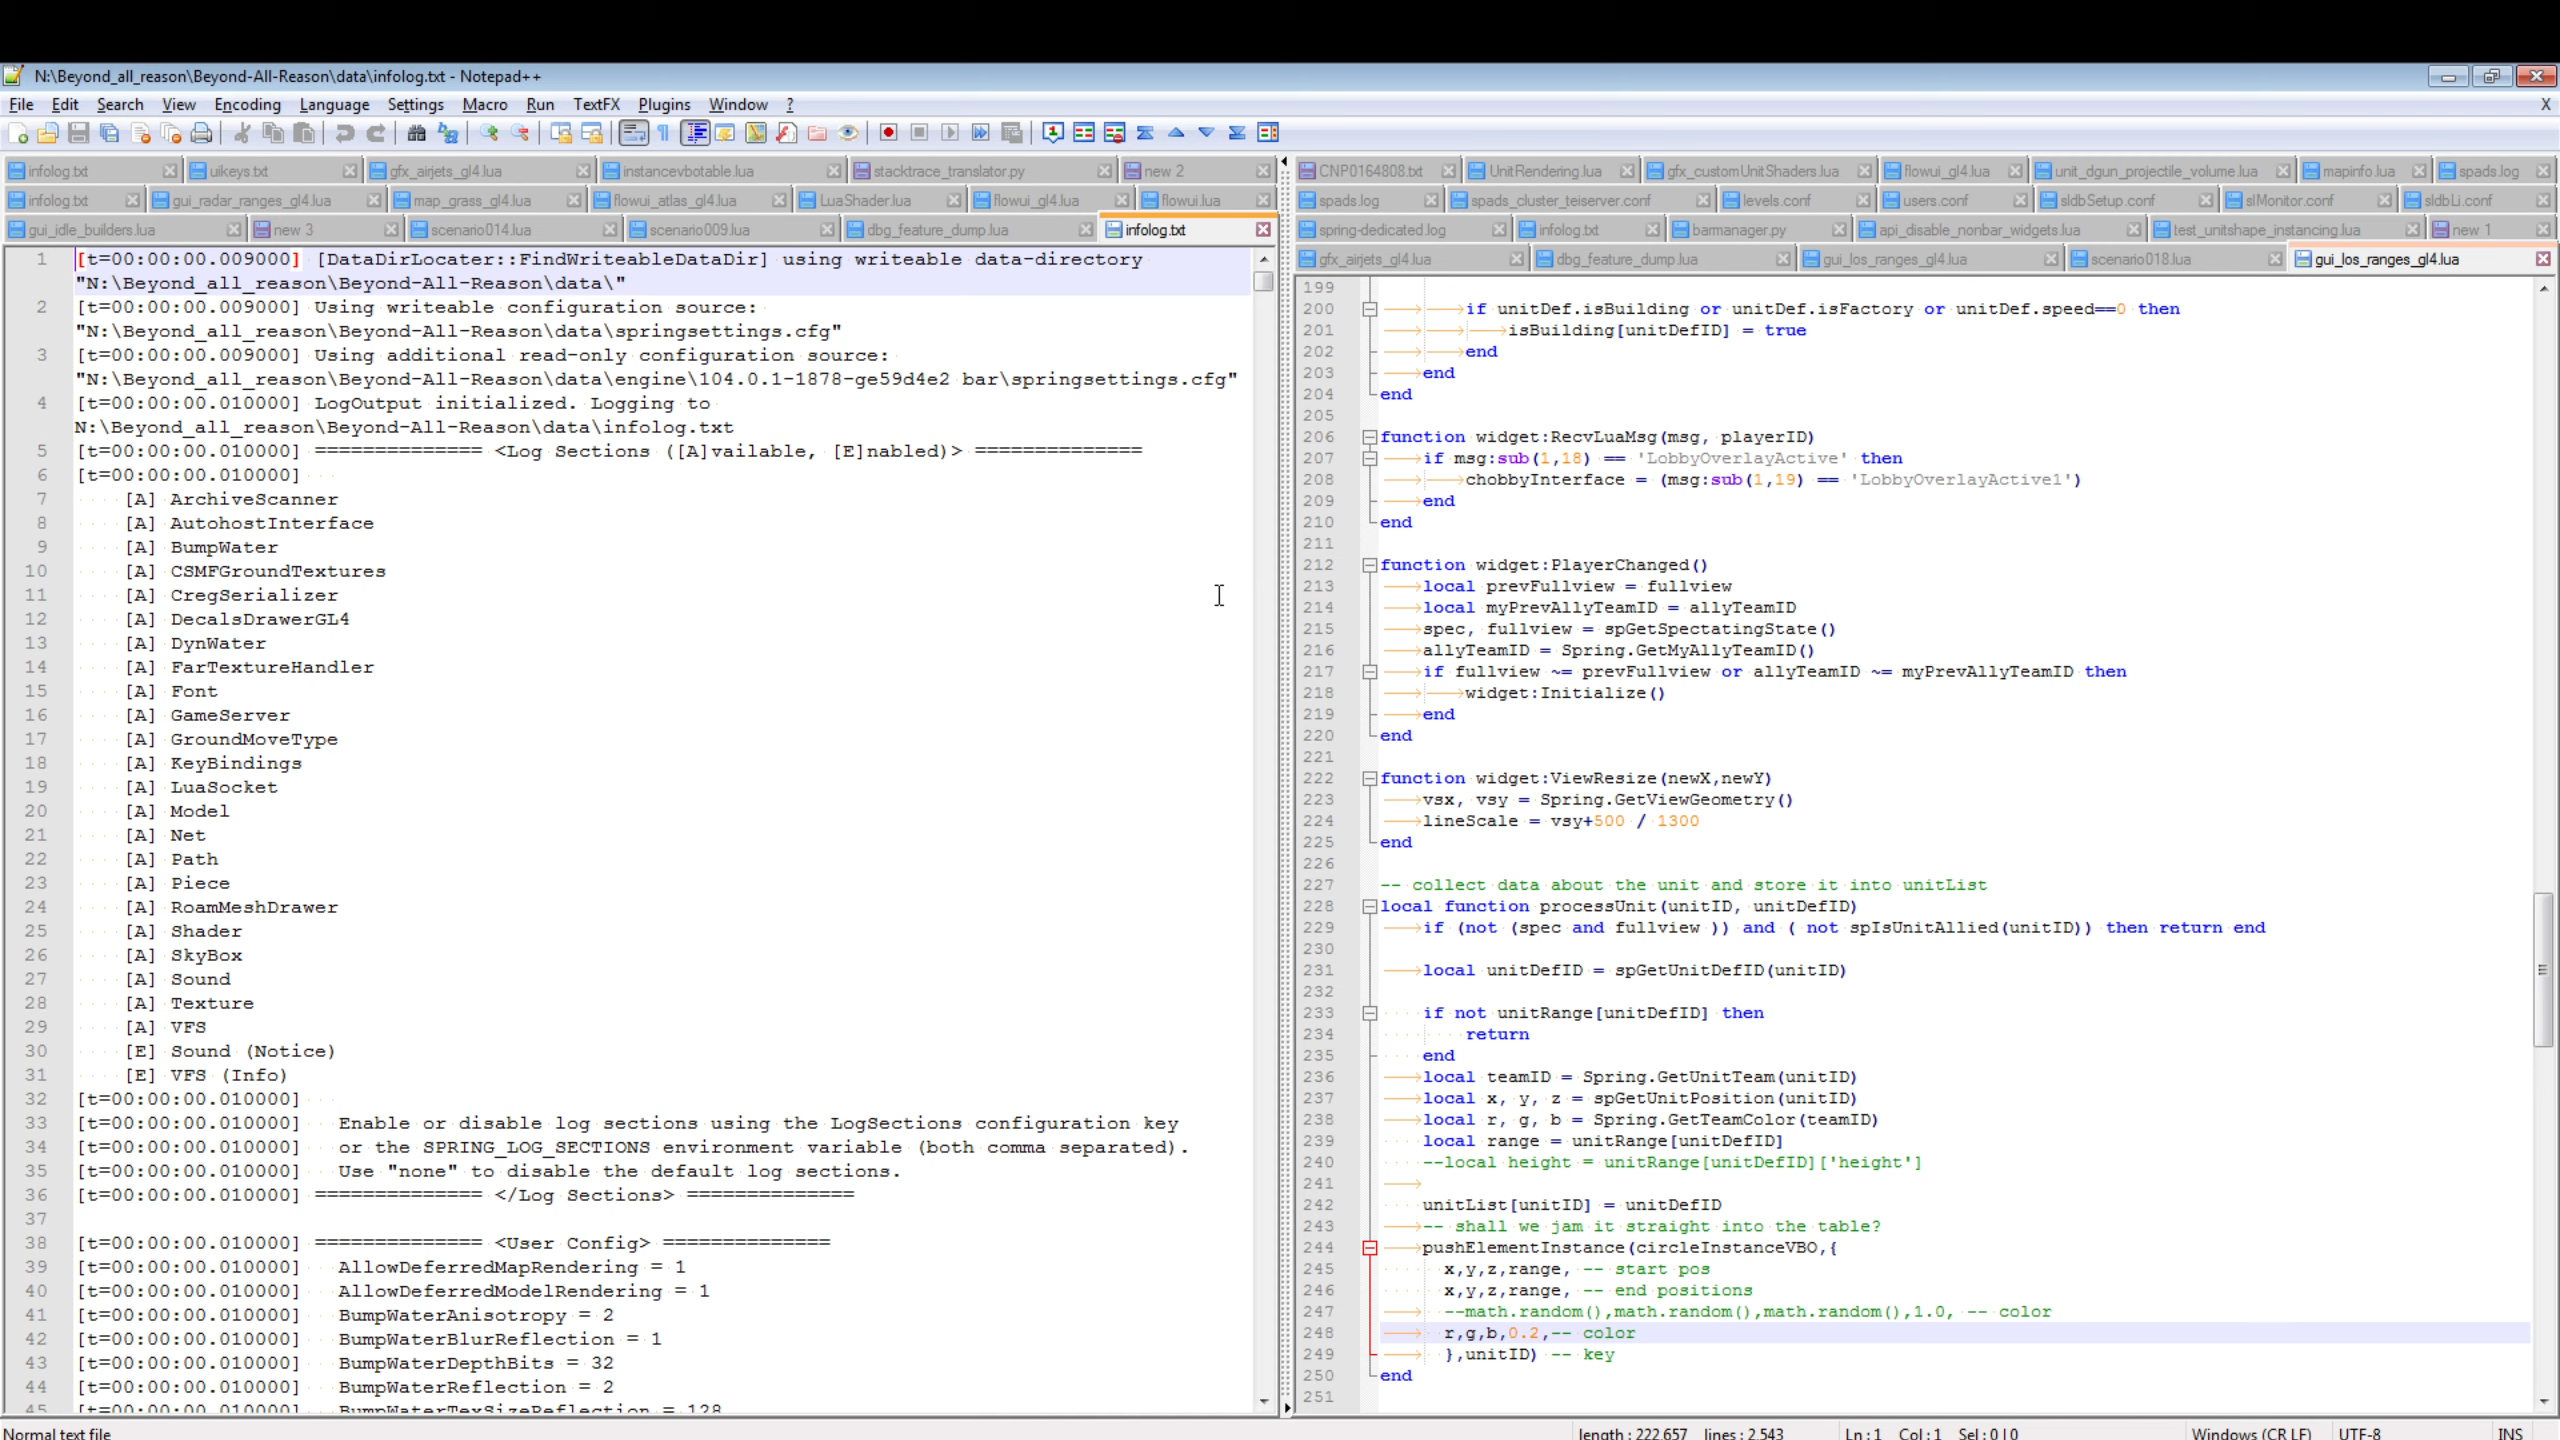 N:\Beyond_all_reason\Beyond-All-Reason\data\infolog.txt - Notepad++
File Edit Search View Encoding Language Settings Macro Run TextFX Plugins Window ? X
infolog.txt uikeys.txt gfx_airjets_gl4.lua instancevbotable.lua stacktrace_translator.py new 2
infolog.txt gui_radar_ranges_gl4.lua map_grass_gl4.lua flowui_atlas_gl4.lua LuaShader.lua flowui_gl4.lua flowui.lua
gui_idle_builders.lua new 3 scenario014.lua scenario009.lua dbg_feature_dump.lua infolog.txt
1 [t=00:00:00.009000] [DataDirLocater::FindWriteableDataDir] using writeable data-directory
"N:\Beyond_all_reason\Beyond-All-Reason\data\"
2 [t=00:00:00.009000] Using writeable configuration source:
"N:\Beyond_all_reason\Beyond-All-Reason\data\springsettings.cfg"
3 [t=00:00:00.009000] Using additional read-only configuration source:
"N:\Beyond_all_reason\Beyond-All-Reason\data\engine\104.0.1-1878-ge59d4e2 bar\springsettings.cfg"
4 [t=00:00:00.010000] LogOutput initialized. Logging to
N:\Beyond_all_reason\Beyond-All-Reason\data\infolog.txt
5 [t=00:00:00.010000] ============== <Log Sections ([A]vailable, [E]nabled)> ==============
6 [t=00:00:00.010000]
7 [A] ArchiveScanner
8 [A] AutohostInterface
9 [A] BumpWater
10 [A] CSMFGroundTextures
11 [A] CregSerializer
12 [A] DecalsDrawerGL4
13 [A] DynWater
14 [A] FarTextureHandler
15 [A] Font
16 [A] GameServer
17 [A] GroundMoveType
18 [A] KeyBindings
19 [A] LuaSocket
20 [A] Model
21 [A] Net
22 [A] Path
23 [A] Piece
24 [A] RoamMeshDrawer
25 [A] Shader
26 [A] SkyBox
27 [A] Sound
28 [A] Texture
29 [A] VFS
30 [E] Sound (Notice)
31 [E] VFS (Info)
32 [t=00:00:00.010000]
33 [t=00:00:00.010000] Enable or disable log sections using the LogSections configuration key
34 [t=00:00:00.010000] or the SPRING_LOG_SECTIONS environment variable (both comma separated).
35 [t=00:00:00.010000] Use "none" to disable the default log sections.
36 [t=00:00:00.010000] ============== </Log Sections> ==============
37
38 [t=00:00:00.010000] ============== <User Config> ==============
39 [t=00:00:00.010000] AllowDeferredMapRendering = 1
40 [t=00:00:00.010000] AllowDeferredModelRendering = 1
41 [t=00:00:00.010000] BumpWaterAnisotropy = 2
42 [t=00:00:00.010000] BumpWaterBlurReflection = 1
43 [t=00:00:00.010000] BumpWaterDepthBits = 32
44 [t=00:00:00.010000] BumpWaterReflection = 2
45 [t=00:00:00.010000] BumpWaterTexSizeReflection = 128
CNP0164808.txt UnitRendering.lua gfx_customUnitShaders.lua flowui_gl4.lua unit_dgun_projectile_volume.lua mapinfo.lua spads.log
spads.log spads_cluster_teiserver.conf levels.conf users.conf sldbSetup.conf slMonitor.conf sldbLi.conf
spring-dedicated.log infolog.txt barmanager.py api_disable_nonbar_widgets.lua test_unitshape_instancing.lua new 1
gfx_airjets_gl4.lua dbg_feature_dump.lua gui_los_ranges_gl4.lua scenario018.lua gui_los_ranges_gl4.lua
199
200 if unitDef.isBuilding or unitDef.isFactory or unitDef.speed==0 then
201 isBuilding[unitDefID] = true
202 end
203 end
204 end
205
206 function widget:RecvLuaMsg(msg, playerID)
207 if msg:sub(1,18) == 'LobbyOverlayActive' then
208 chobbyInterface = (msg:sub(1,19) == 'LobbyOverlayActive1')
209 end
210 end
211
212 function widget:PlayerChanged()
213 local prevFullview = fullview
214 local myPrevAllyTeamID = allyTeamID
215 spec, fullview = spGetSpectatingState()
216 allyTeamID = Spring.GetMyAllyTeamID()
217 if fullview ~= prevFullview or allyTeamID ~= myPrevAllyTeamID then
218 widget:Initialize()
219 end
220 end
221
222 function widget:ViewResize(newX,newY)
223 vsx, vsy = Spring.GetViewGeometry()
224 lineScale = vsy+500 / 1300
225 end
226
227 -- collect data about the unit and store it into unitList
228 local function processUnit(unitID, unitDefID)
229 if (not (spec and fullview )) and ( not spIsUnitAllied(unitID)) then return end
230
231 local unitDefID = spGetUnitDefID(unitID)
232
233 if not unitRange[unitDefID] then
234 return
235 end
236 local teamID = Spring.GetUnitTeam(unitID)
237 local x, y, z = spGetUnitPosition(unitID)
238 local r, g, b = Spring.GetTeamColor(teamID)
239 local range = unitRange[unitDefID]
240 --local height = unitRange[unitDefID]['height']
241
242 unitList[unitID] = unitDefID
243 -- shall we jam it straight into the table?
244 pushElementInstance(circleInstanceVBO,{
245 x,y,z,range, -- start pos
246 x,y,z,range, -- end positions
247 --math.random(),math.random(),math.random(),1.0, -- color
248 r,g,b,0.2,-- color
249 },unitID) -- key
250 end
251
Normal text file length : 222,657 lines : 2,543 Ln : 1 Col : 1 Sel : 0 | 0 Windows (CR LF) UTF-8 INS